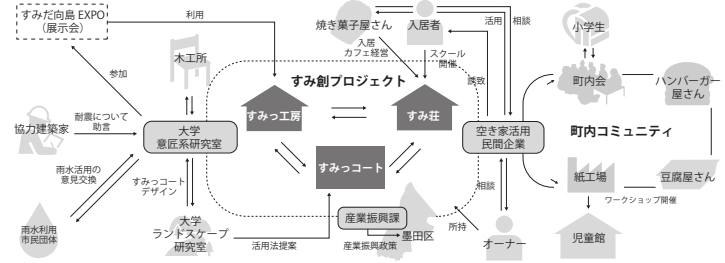 すみだ向島 EXPO
（展示会）
利用
焼き菓子屋さん
入居者
活用
相談
小学生
木工所
入居
カフェ経営
スクール
開催
誘致
参加
すみ創プロジェクト
町内会
ハンバーガー
屋さん
協力建築家
耐震について
助言
大学
意匠系研究室
すみっ工房
すみ荘
空き家活用
民間企業
町内コミュニティ
雨水活用の
意見交換
すみっコート
デザイン
すみっコート
相談
紙工場
豆腐屋さん
ワークショップ開催
雨水利用
市民団体
大学
ランドスケープ
研究室
活用法提案
産業振興課
産業振興政策
墨田区
所持
オーナー
児童館